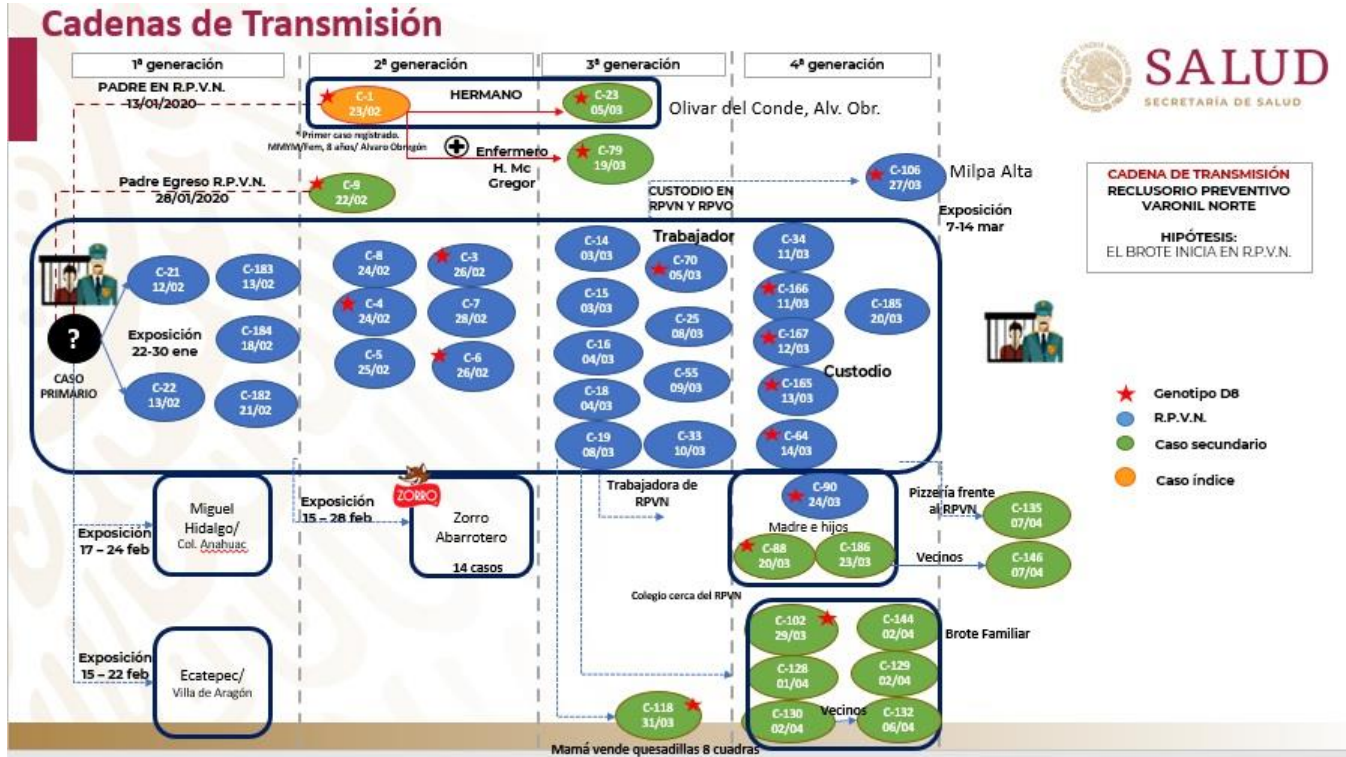 Cadenas de Transmisión
SALUD
SECRETARÍA DE SALUD
1ª generación
2ª generación
3ª generación
4ª generación
PADRE EN R.P.V.N.
13/01/2020
C-1
23/02
HERMANO
C-23
05/03
Olivar del Conde, Alv. Obr.
* Primer caso registrado.
MMYM/Fem, 8 años/ Alvaro Obregón
Enfermero
H. Mc
Gregor
C-79
19/03
Padre Egreso R.P.V.N.
28/01/2020
C-9
22/02
CUSTODIO EN
RPVN Y RPVO
C-106
27/03
Milpa Alta
Exposición
7-14 mar
CADENA DE TRANSMISIÓN
RECLUSORIO PREVENTIVO
VARONIL NORTE
HIPÓTESIS:
EL BROTE INICIA EN R.P.V.N.
?
CASO
PRIMARIO
C-21
12/02
C-183
13/02
Exposición
22-30 ene
C-184
18/02
C-22
13/02
C-182
21/02
C-8
24/02
C-3
26/02
C-4
24/02
C-7
28/02
C-5
25/02
C-6
26/02
Trabajador
C-14
03/03
C-70
05/03
C-15
03/03
C-25
08/03
C-16
04/03
C-55
09/03
C-18
04/03
C-19
08/03
C-33
10/03
C-34
11/03
C-166
11/03
C-185
20/03
C-167
12/03
Custodio
C-165
13/03
C-64
14/03
Genotipo D8
R.P.V.N.
Caso secundario
Caso índice
Exposición
17 – 24 feb
Miguel
Hidalgo/
Col. Anahuac
Exposición
15 – 28 feb
ZORRO
Zorro
Abarrotero
14 casos
Trabajadora de
RPVN
C-90
24/03
Madre e hijos
C-88
20/03
C-186
23/03
Pizzería frente
al RPVN
C-135
07/04
Vecinos
C-146
07/04
Colegio cerca del RPVN
Exposición
15 – 22 feb
Ecatepec/
Villa de Aragón
C-102
29/03
C-144
02/04
Brote Familiar
C-128
01/04
C-129
02/04
C-130
02/04
Vecinos
C-132
06/04
C-118
31/03
Mamá vende quesadillas 8 cuadras